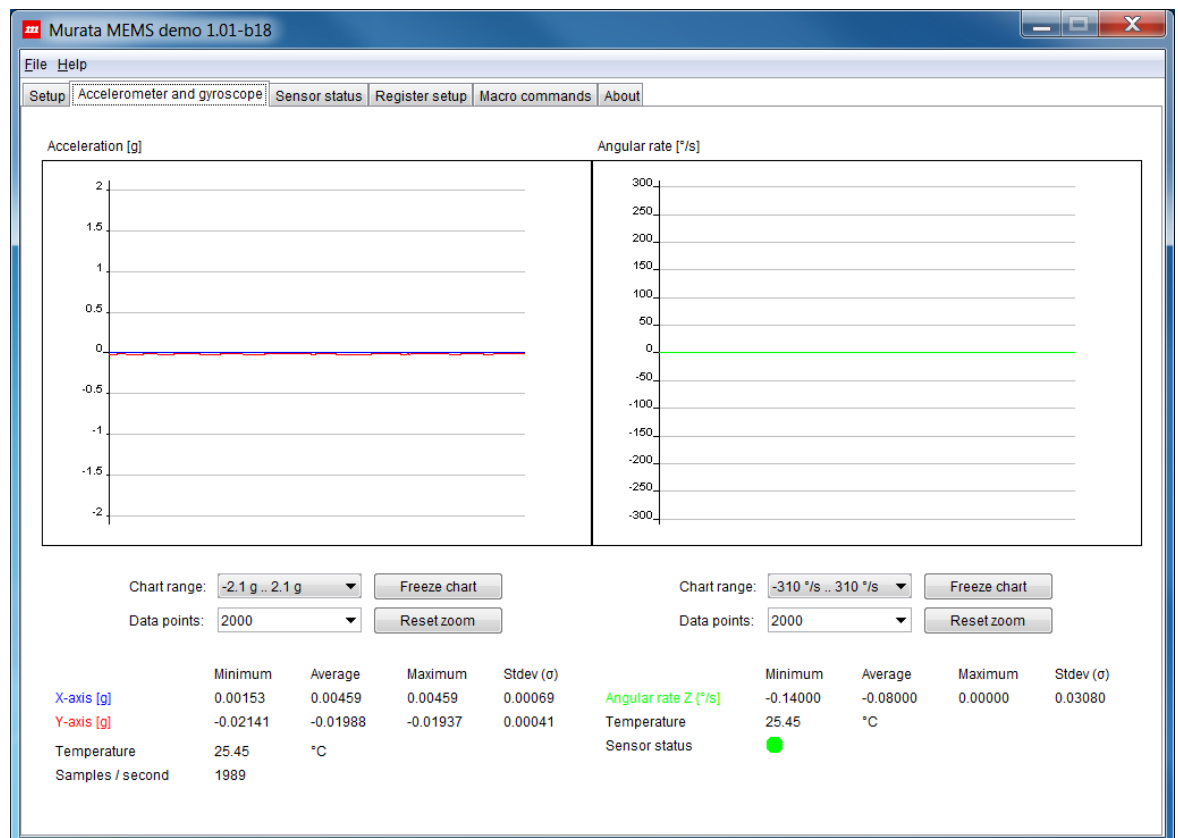 m Murata MEMS demo 1.01-b18
File Help
Setup Accelerometer and gyroscope Sensor status Register setup Macro commands About
Acceleration [g]
2
1.5
1
0.5
0
-0.5
-1
-1.5
-2
Angular rate [°/s]
300
250
200
150
100
50
0
-50
-100
-150
-200
-250
-300
Chart range: -2.1 g .. 2.1 g Freeze chart
Data points: 2000 Reset zoom
Chart range: -310 °/s .. 310 °/s Freeze chart
Data points: 2000 Reset zoom
Minimum Average Maximum Stdev (σ)
X-axis [g] 0.00153 0.00459 0.00459 0.00069
Y-axis [g] -0.02141 -0.01988 -0.01937 0.00041
Temperature 25.45 °C
Samples / second 1989
Minimum Average Maximum Stdev (σ)
Angular rate Z [°/s] -0.14000 -0.08000 0.00000 0.03080
Temperature 25.45 °C
Sensor status